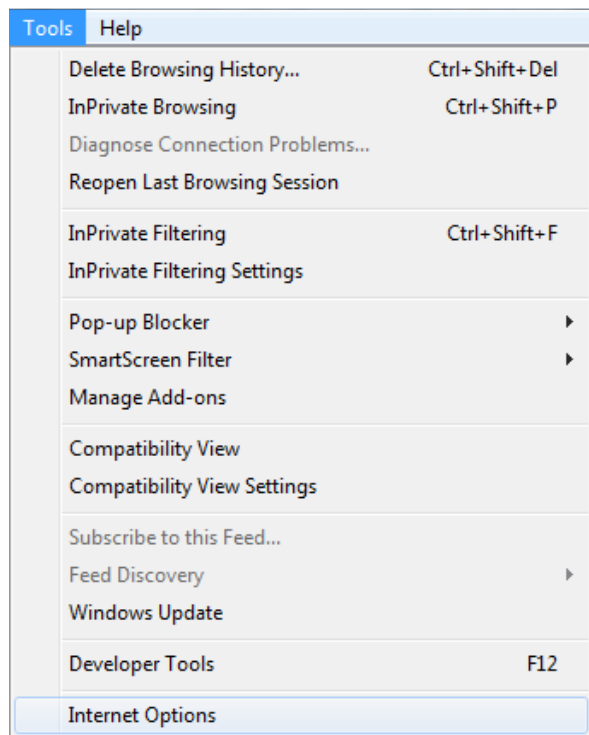 Tools Help
Delete Browsing History... Ctrl+Shift+Del
InPrivate Browsing Ctrl+Shift+P
Diagnose Connection Problems...
Reopen Last Browsing Session
InPrivate Filtering Ctrl+Shift+F
InPrivate Filtering Settings
Pop-up Blocker
SmartScreen Filter
Manage Add-ons
Compatibility View
Compatibility View Settings
Subscribe to this Feed...
Feed Discovery
Windows Update
Developer Tools F12
Internet Options